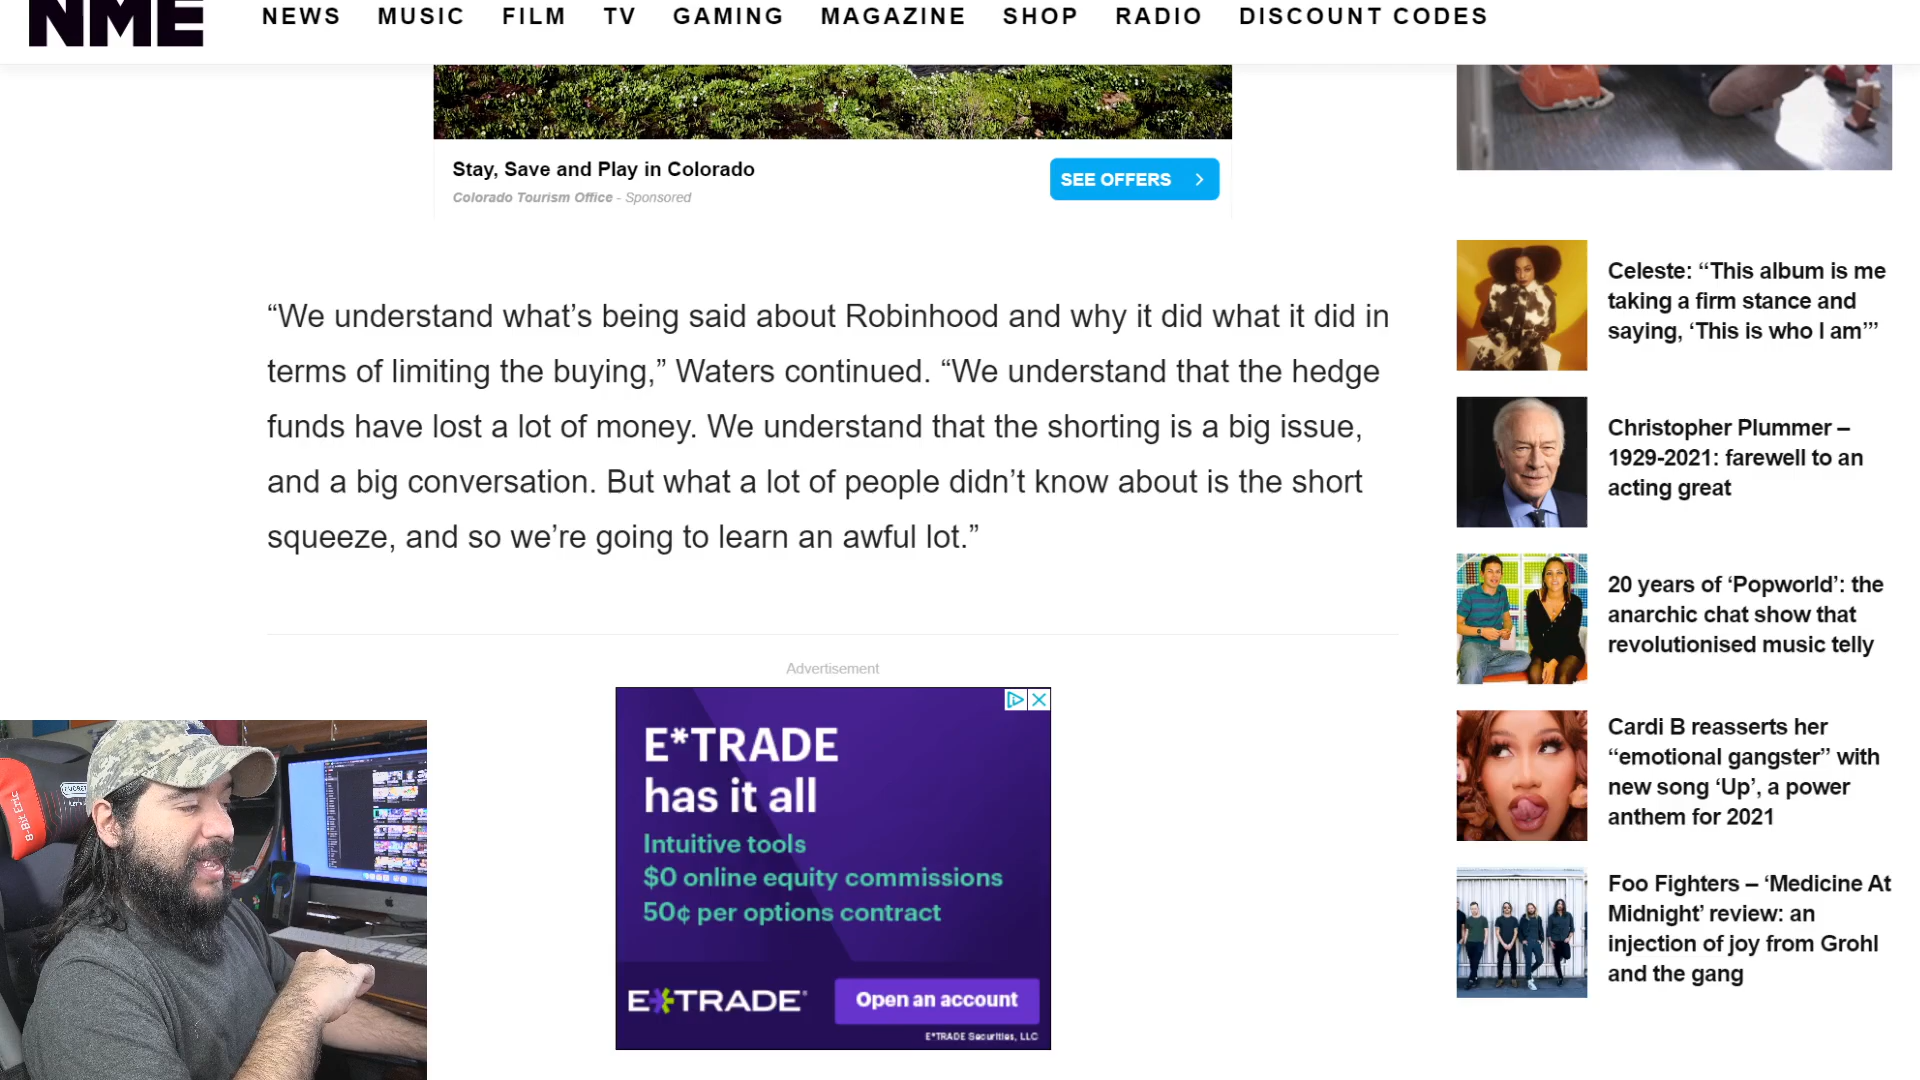 NME
NEWS MUSIC FILM TV GAMING MAGAZINE SHOP RADIO DISCOUNT CODES
Stay, Save and Play in Colorado
Colorado Tourism Office - Sponsored
SEE OFFERS
“We understand what’s being said about Robinhood and why it did what it did in
terms of limiting the buying,” Waters continued. “We understand that the hedge
funds have lost a lot of money. We understand that the shorting is a big issue,
and a big conversation. But what a lot of people didn’t know about is the short
squeeze, and so we’re going to learn an awful lot.”
Advertisement
E*TRADE
has it all
Intuitive tools
$0 online equity commissions
50¢ per options contract
E*TRADE
Open an account
E*TRADE Securities, LLC
Celeste: “This album is me
taking a firm stance and
saying, ‘This is who I am’”
Christopher Plummer –
1929-2021: farewell to an
acting great
20 years of ‘Popworld’: the
anarchic chat show that
revolutionised music telly
Cardi B reasserts her
“emotional gangster” with
new song ‘Up’, a power
anthem for 2021
Foo Fighters – ‘Medicine At
Midnight’ review: an
injection of joy from Grohl
and the gang
8-Bit Eric